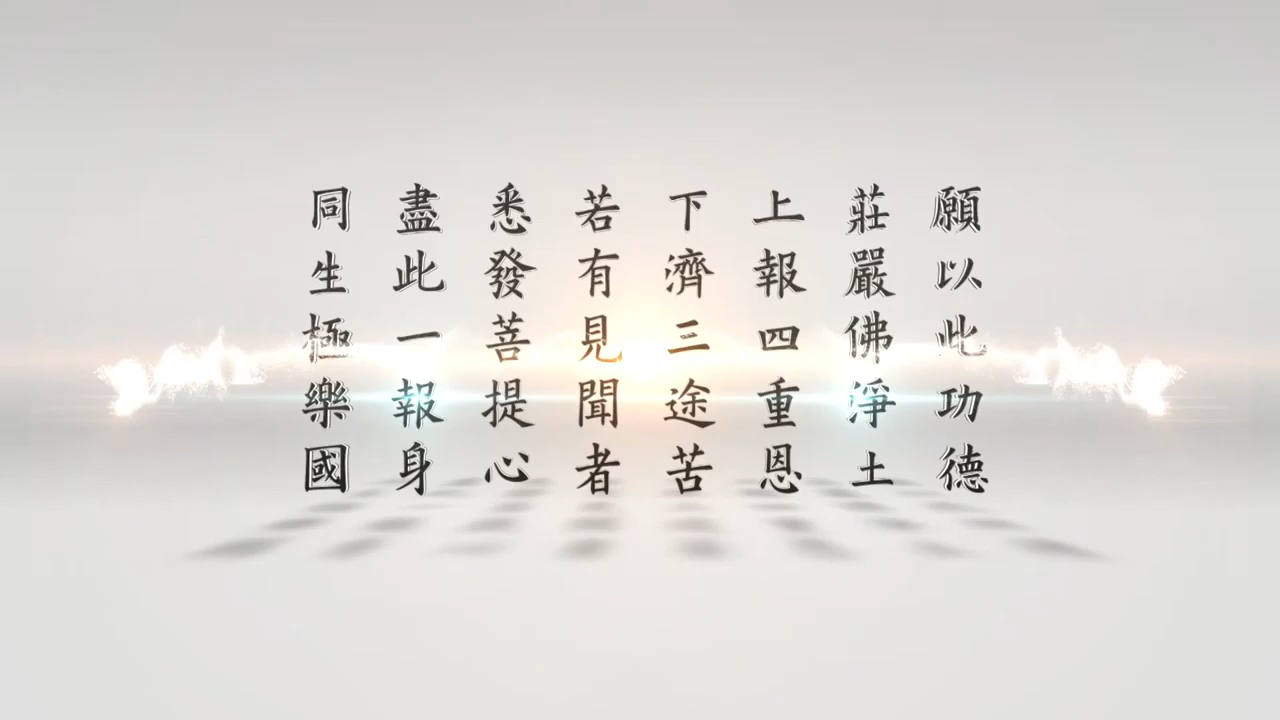 願以此功德
莊嚴佛淨土
上報四重恩
下濟三途苦
若有見聞者
悉發菩提心
盡此一報身
同生極樂國